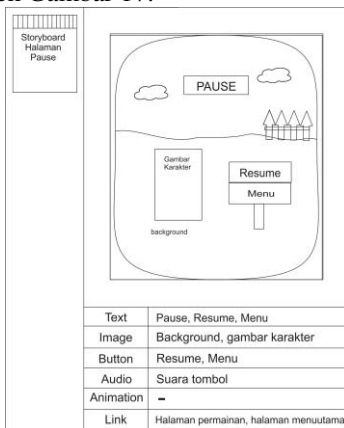 Storyboard
Halaman
Pause
PAUSE
Gambar
Karakter
Resume
Menu
background
Text Pause, Resume, Menu
Image Background, gambar karakter
Button Resume, Menu
Audio Suara tombol
Animation -
Link Halaman permainan, halaman menuutama